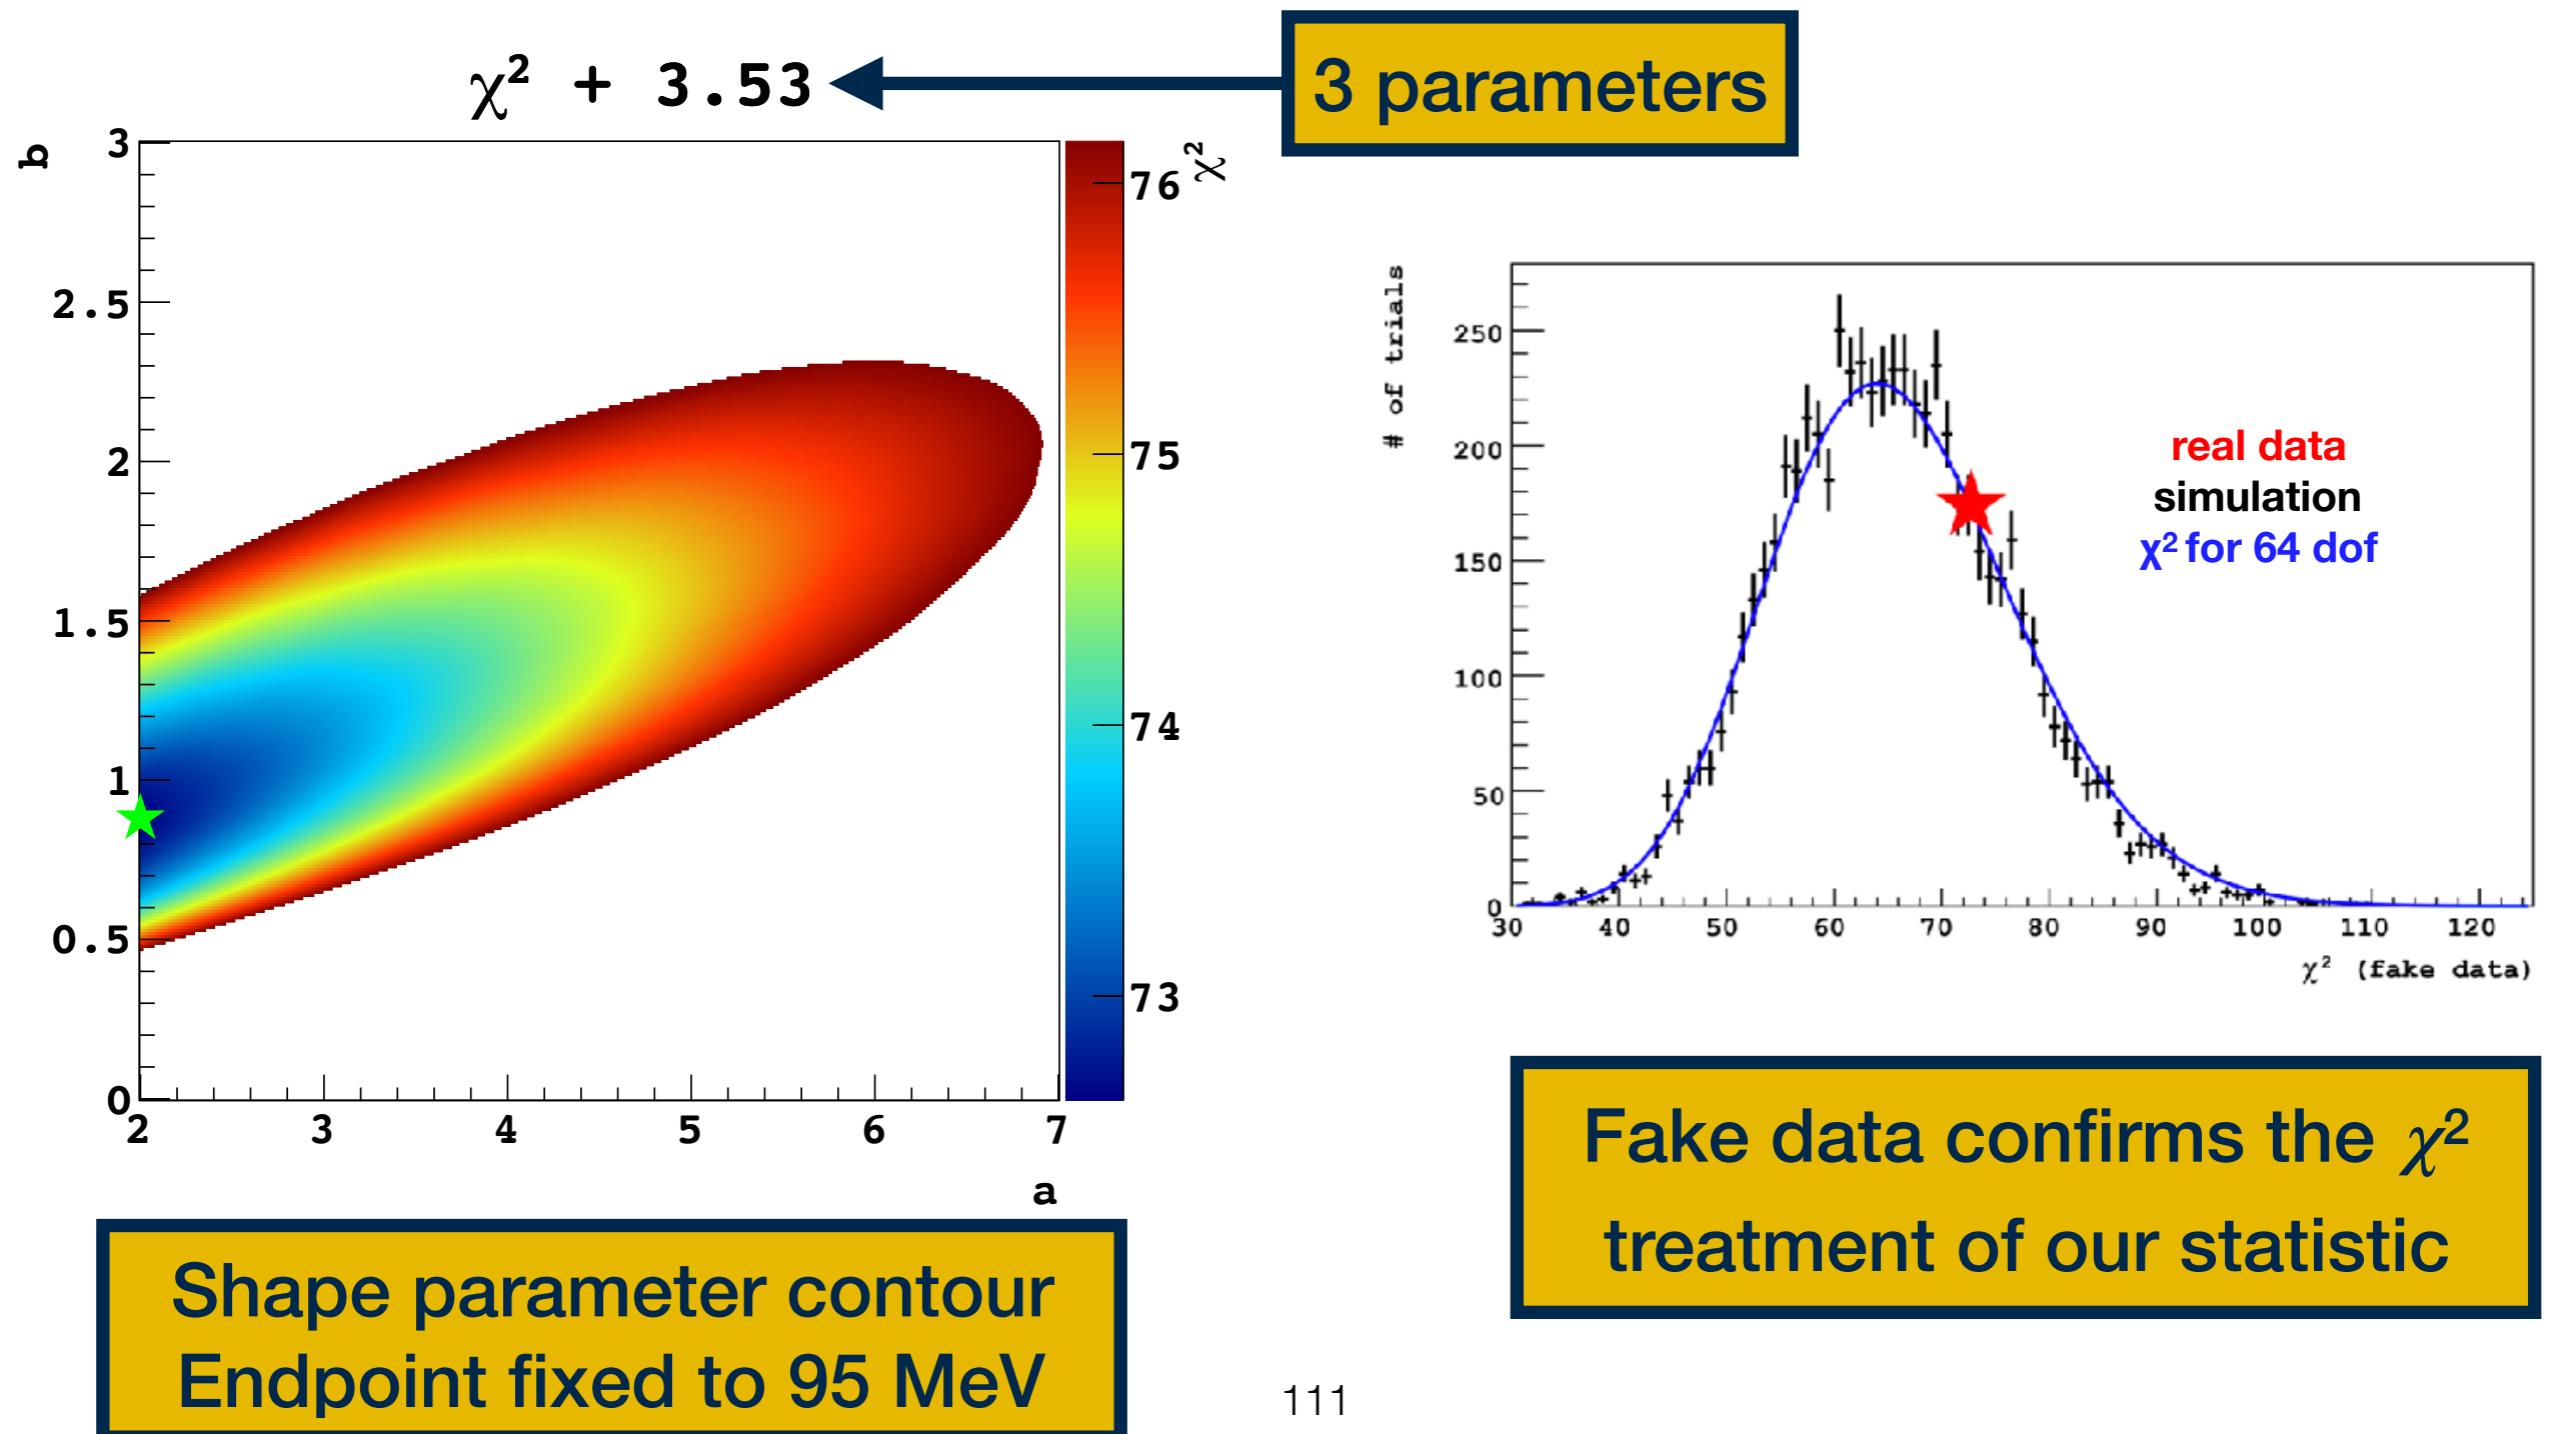 χ² + 3.53
3 parameters
b
3
2.5
2
1.5
1
0.5
0
2
3
4
5
6
7
a
χ²
76
75
74
73
Shape parameter contour
Endpoint fixed to 95 MeV
# of trials
250
200
150
100
50
0
30
40
50
60
70
80
90
100
110
120
χ² (fake data)
real data
simulation
χ² for 64 dof
Fake data confirms the χ²
treatment of our statistic
111